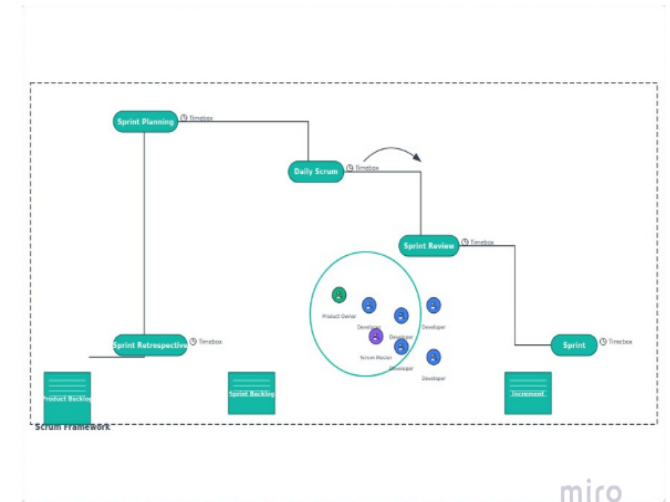 Sprint Planning
Timebox
Daily Scrum
Timebox
Sprint Review
Timebox
Product Owner
Developer
Developer
Developer
Scrum Master
Developer
Developer
Sprint Retrospective
Timebox
Sprint
Timebox
Product Backlog
Sprint Backlog
Increment
Scrum Framework
miro